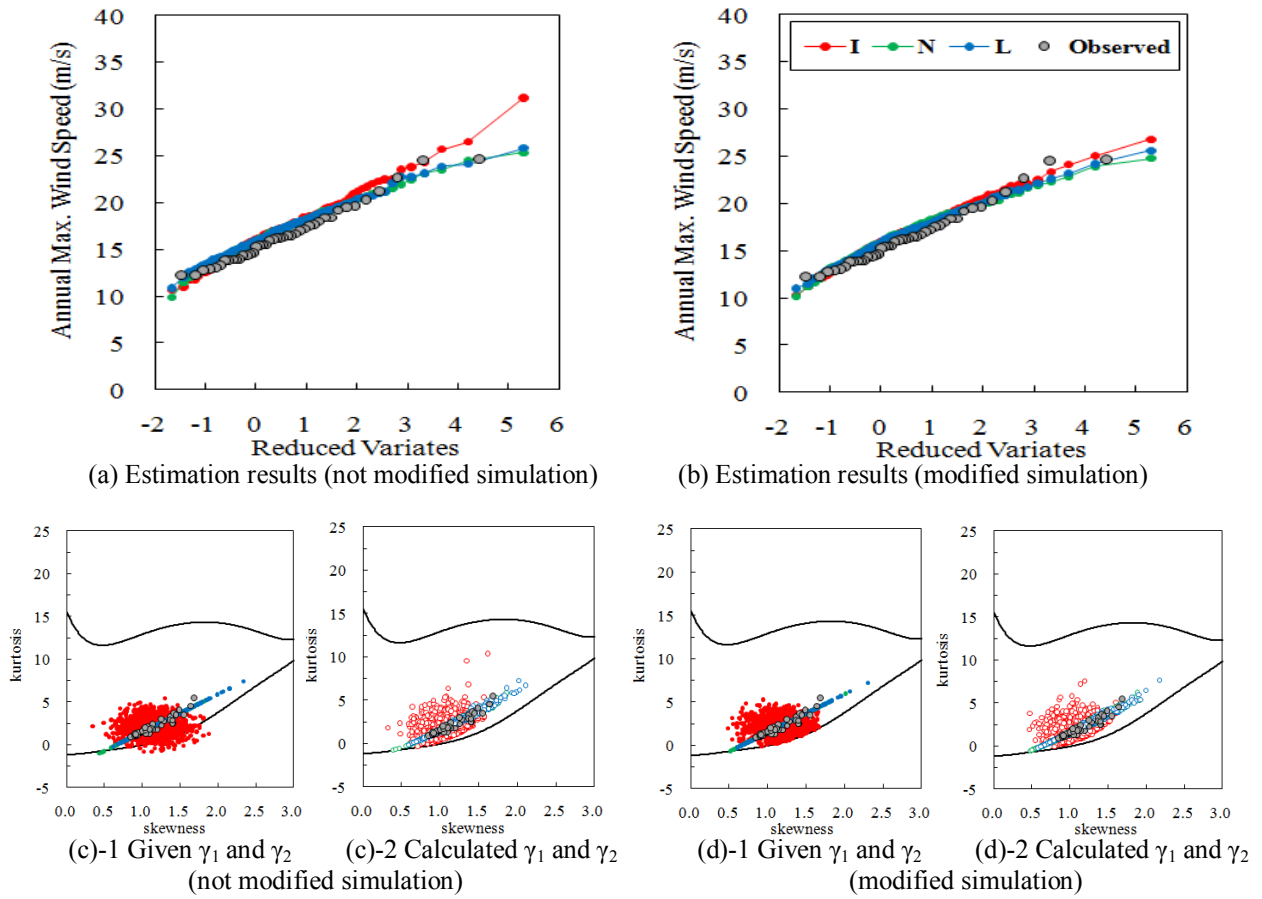 Annual Max. Wind Speed (m/s)
40
35
30
25
20
15
10
5
0
-2 -1 0 1 2 3 4 5 6
Reduced Variates
(a) Estimation results (not modified simulation)
Annual Max. Wind Speed (m/s)
40
35
30
25
20
15
10
5
0
I N L Observed
-2 -1 0 1 2 3 4 5 6
Reduced Variates
(b) Estimation results (modified simulation)
kurtosis
25
20
15
10
5
0
-5
0.0 0.5 1.0 1.5 2.0 2.5 3.0
skewness
(c)-1 Given γ₁ and γ₂
kurtosis
25
20
15
10
5
0
-5
0.0 0.5 1.0 1.5 2.0 2.5 3.0
skewness
(c)-2 Calculated γ₁ and γ₂
(not modified simulation)
kurtosis
25
20
15
10
5
0
-5
0.0 0.5 1.0 1.5 2.0 2.5 3.0
skewness
(d)-1 Given γ₁ and γ₂
kurtosis
25
20
15
10
5
0
-5
0.0 0.5 1.0 1.5 2.0 2.5 3.0
skewness
(d)-2 Calculated γ₁ and γ₂
(modified simulation)